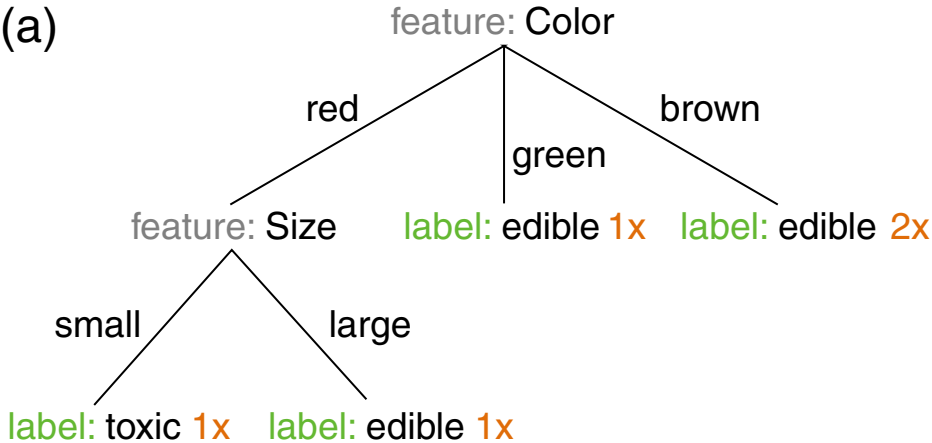 (a)
feature: Color
red
brown
green
feature: Size
label: edible 1x
label: edible 2x
small
large
label: toxic 1x
label: edible 1x